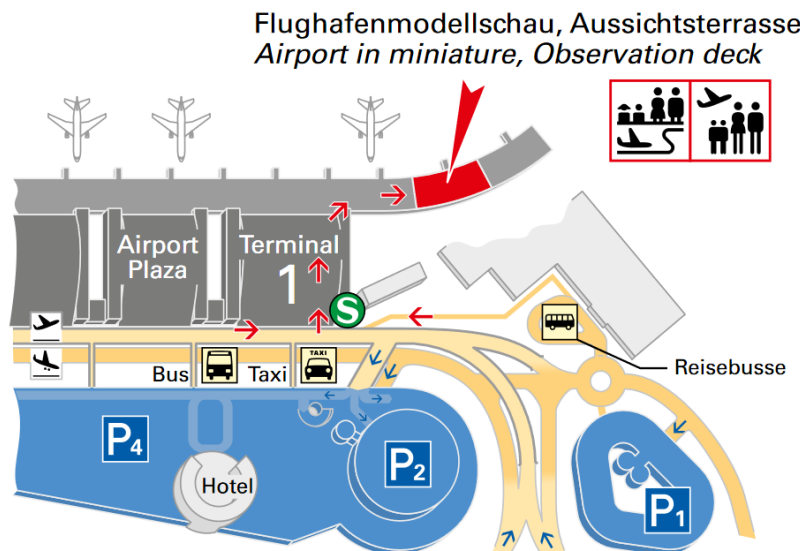 Flughafenmodellschau, Aussichtsterrasse
Airport in miniature, Observation deck
Airport
Plaza
Terminal
1
S
Bus
Taxi
TAXI
Reisebusse
P4
P2
Hotel
P1